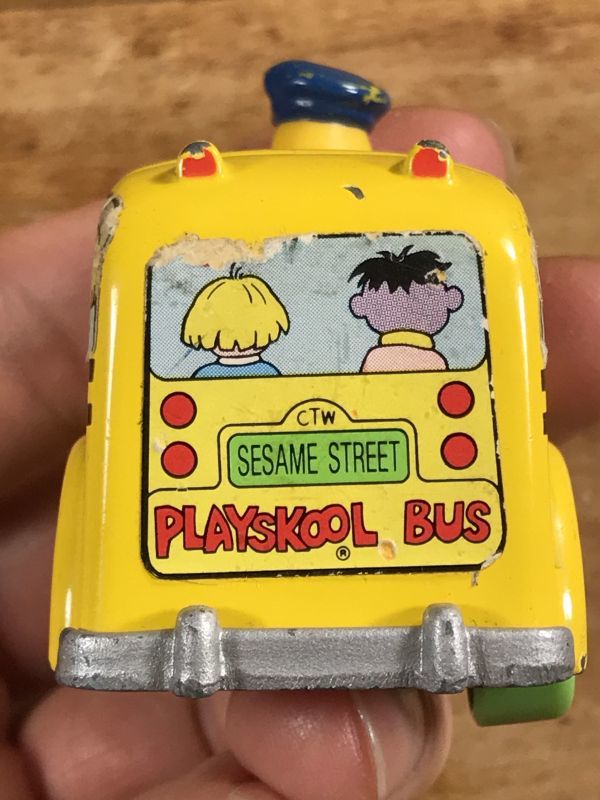 CTW
SESAME STREET
PLAYSKOOL BUS
®